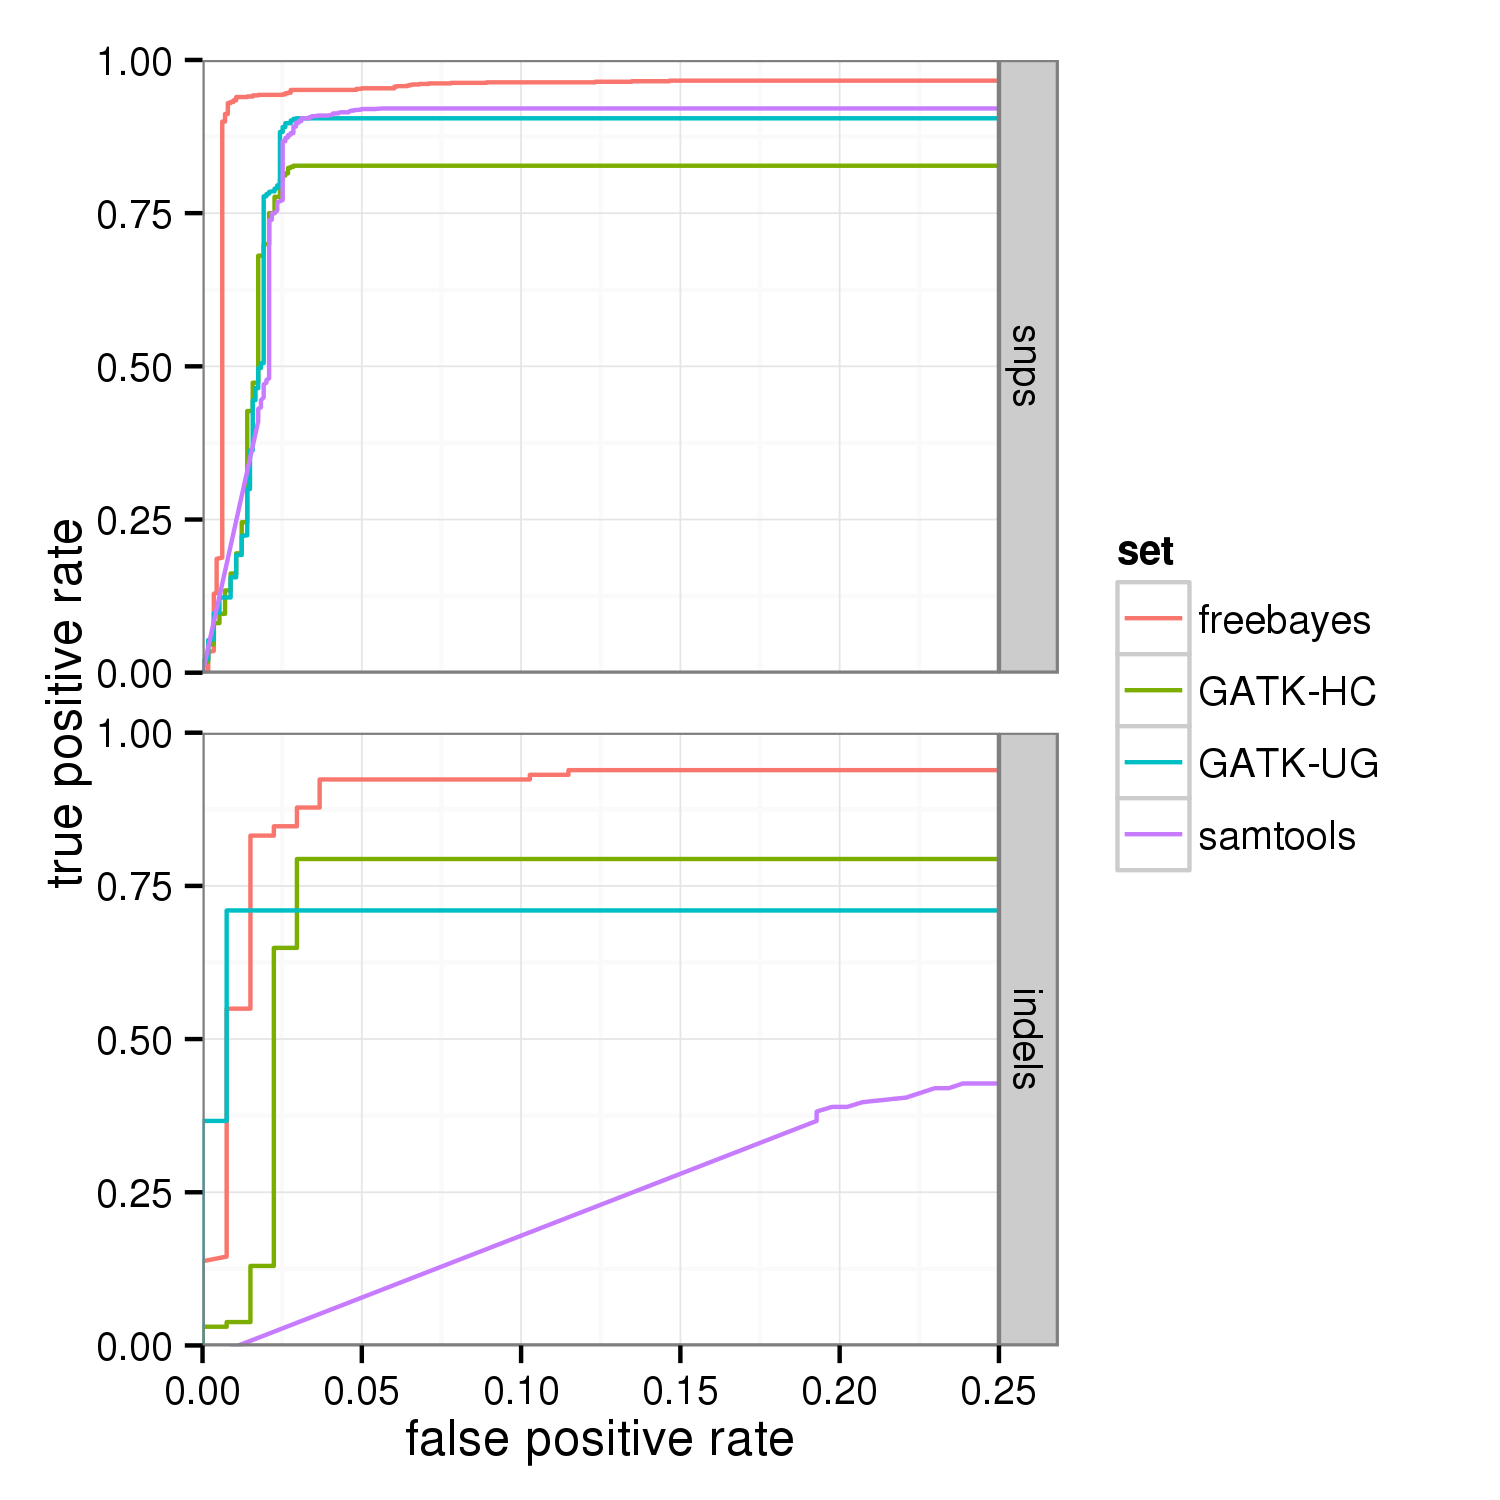 1.00
0.75
0.50
0.25
0.00
snps
1.00
0.75
0.50
0.25
0.00
indels
0.00 0.05 0.10 0.15 0.20 0.25
false positive rate
true positive rate
set
freebayes
GATK-HC
GATK-UG
samtools